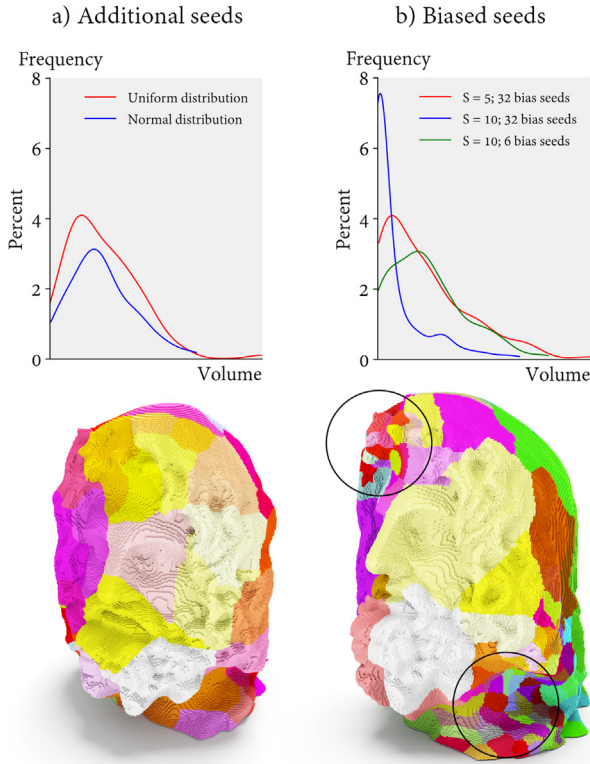 a) Additional seeds
Frequency
8
6
4
2
0
Percent
Uniform distribution
Normal distribution
Volume
b) Biased seeds
Frequency
8
6
4
2
0
Percent
S = 5; 32 bias seeds
S = 10; 32 bias seeds
S = 10; 6 bias seeds
Volume